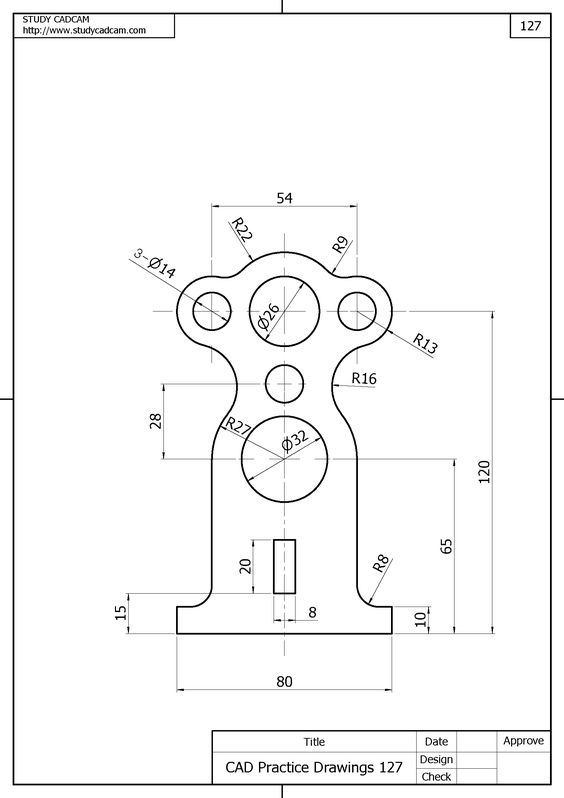 STUDY CADCAM
http://www.studycadcam.com
127
54
R22
R9
3-Ø14
Ø26
R13
R16
28
R27
Ø32
120
65
20
R8
15
8
10
80
Title
Date
Approve
CAD Practice Drawings 127
Design
Check